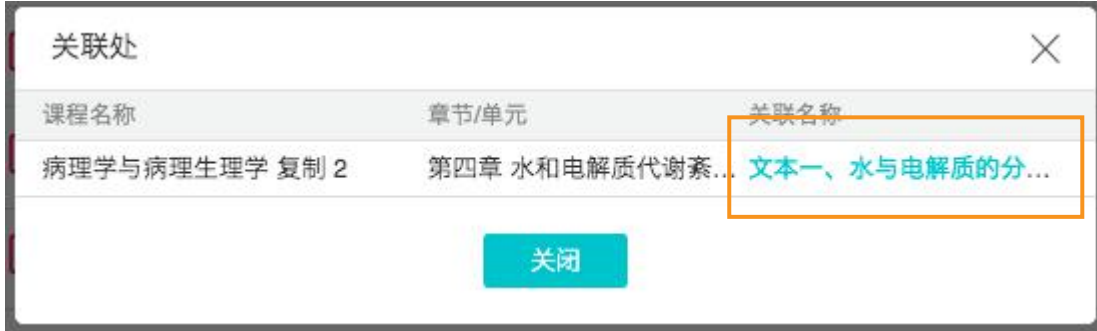 关联处
课程名称 章节/单元 关联名称
病理学与病理生理学 复制 2 第四章 水和电解质代谢紊... 文本一、水与电解质的分...
关闭